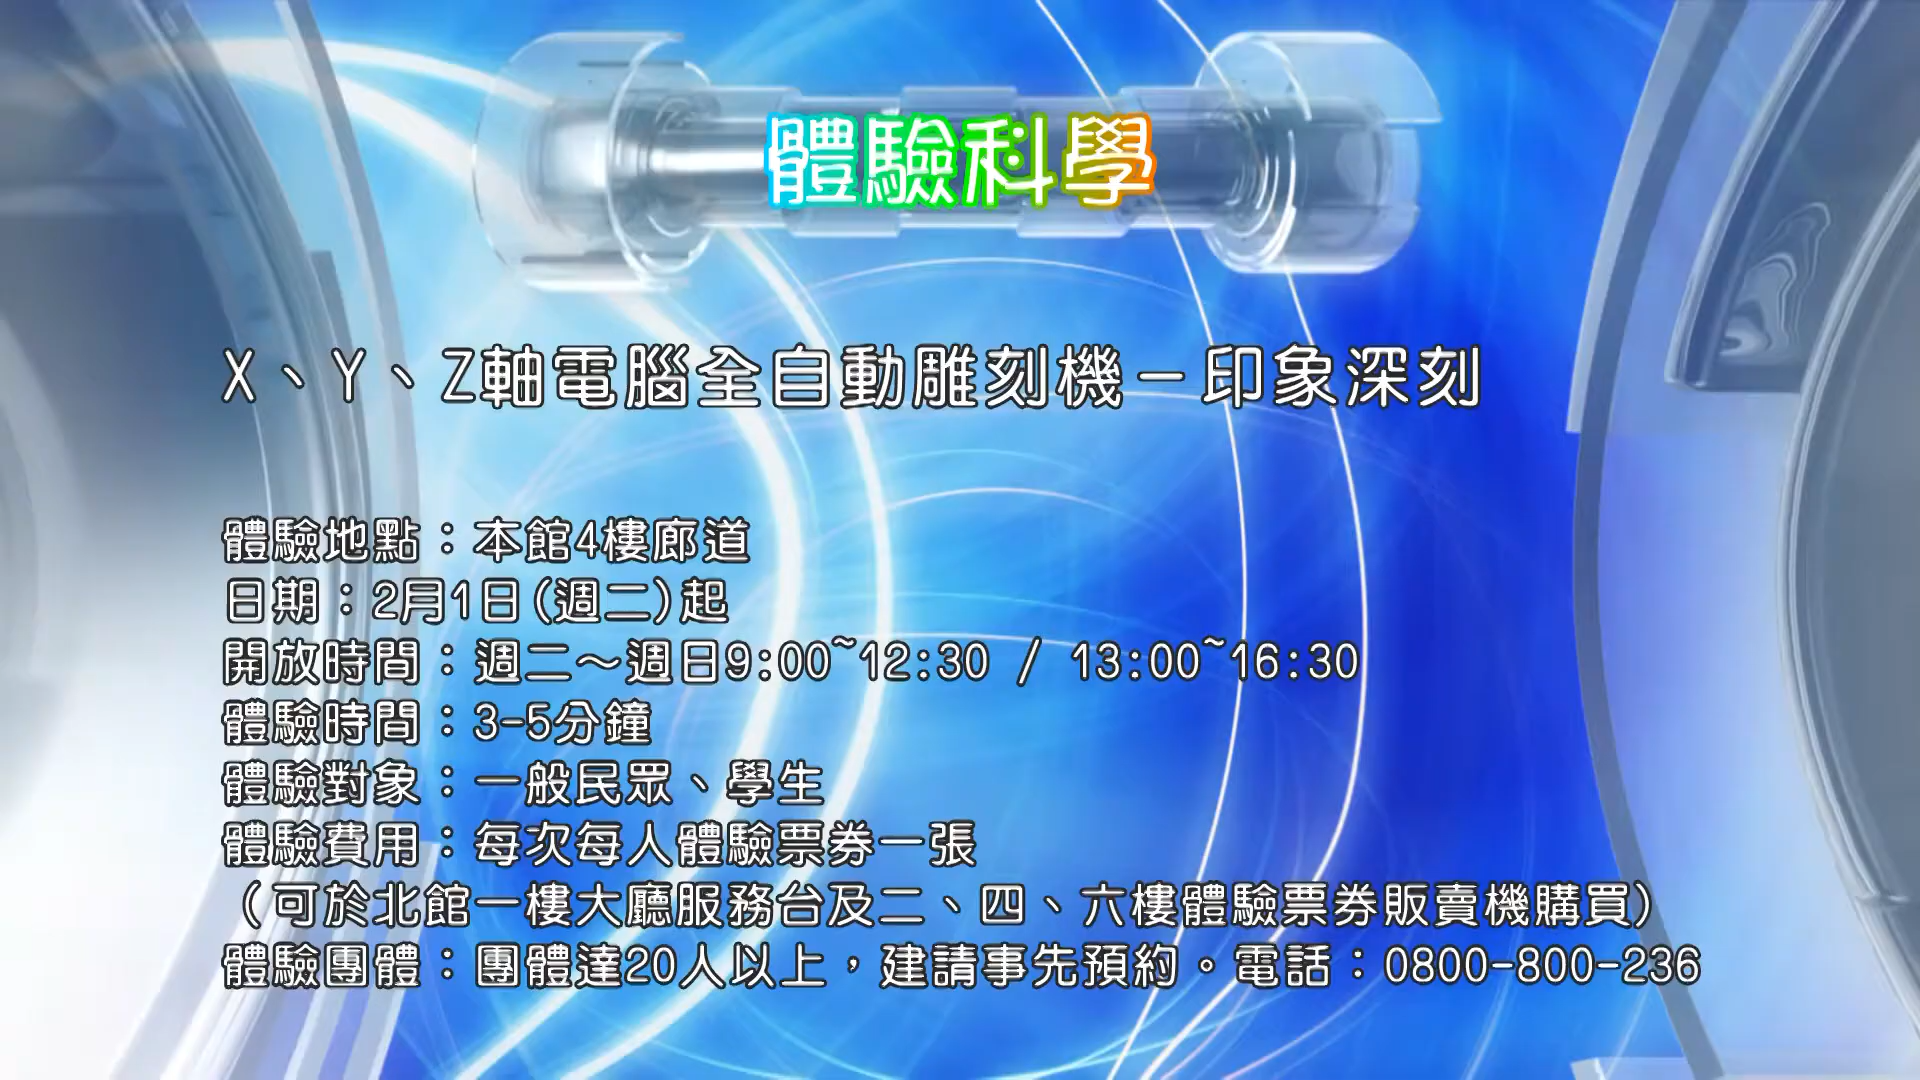 體驗科學
X、Y、Z軸電腦全自動雕刻機－印象深刻
體驗地點：本館4樓廊道
日期：2月1日(週二)起
開放時間：週二～週日9:00~12:30 / 13:00~16:30
體驗時間：3-5分鐘
體驗對象：一般民眾、學生
體驗費用：每次每人體驗票券一張
（可於北館一樓大廳服務台及二、四、六樓體驗票券販賣機購買）
體驗團體：團體達20人以上，建請事先預約。電話：0800-800-236